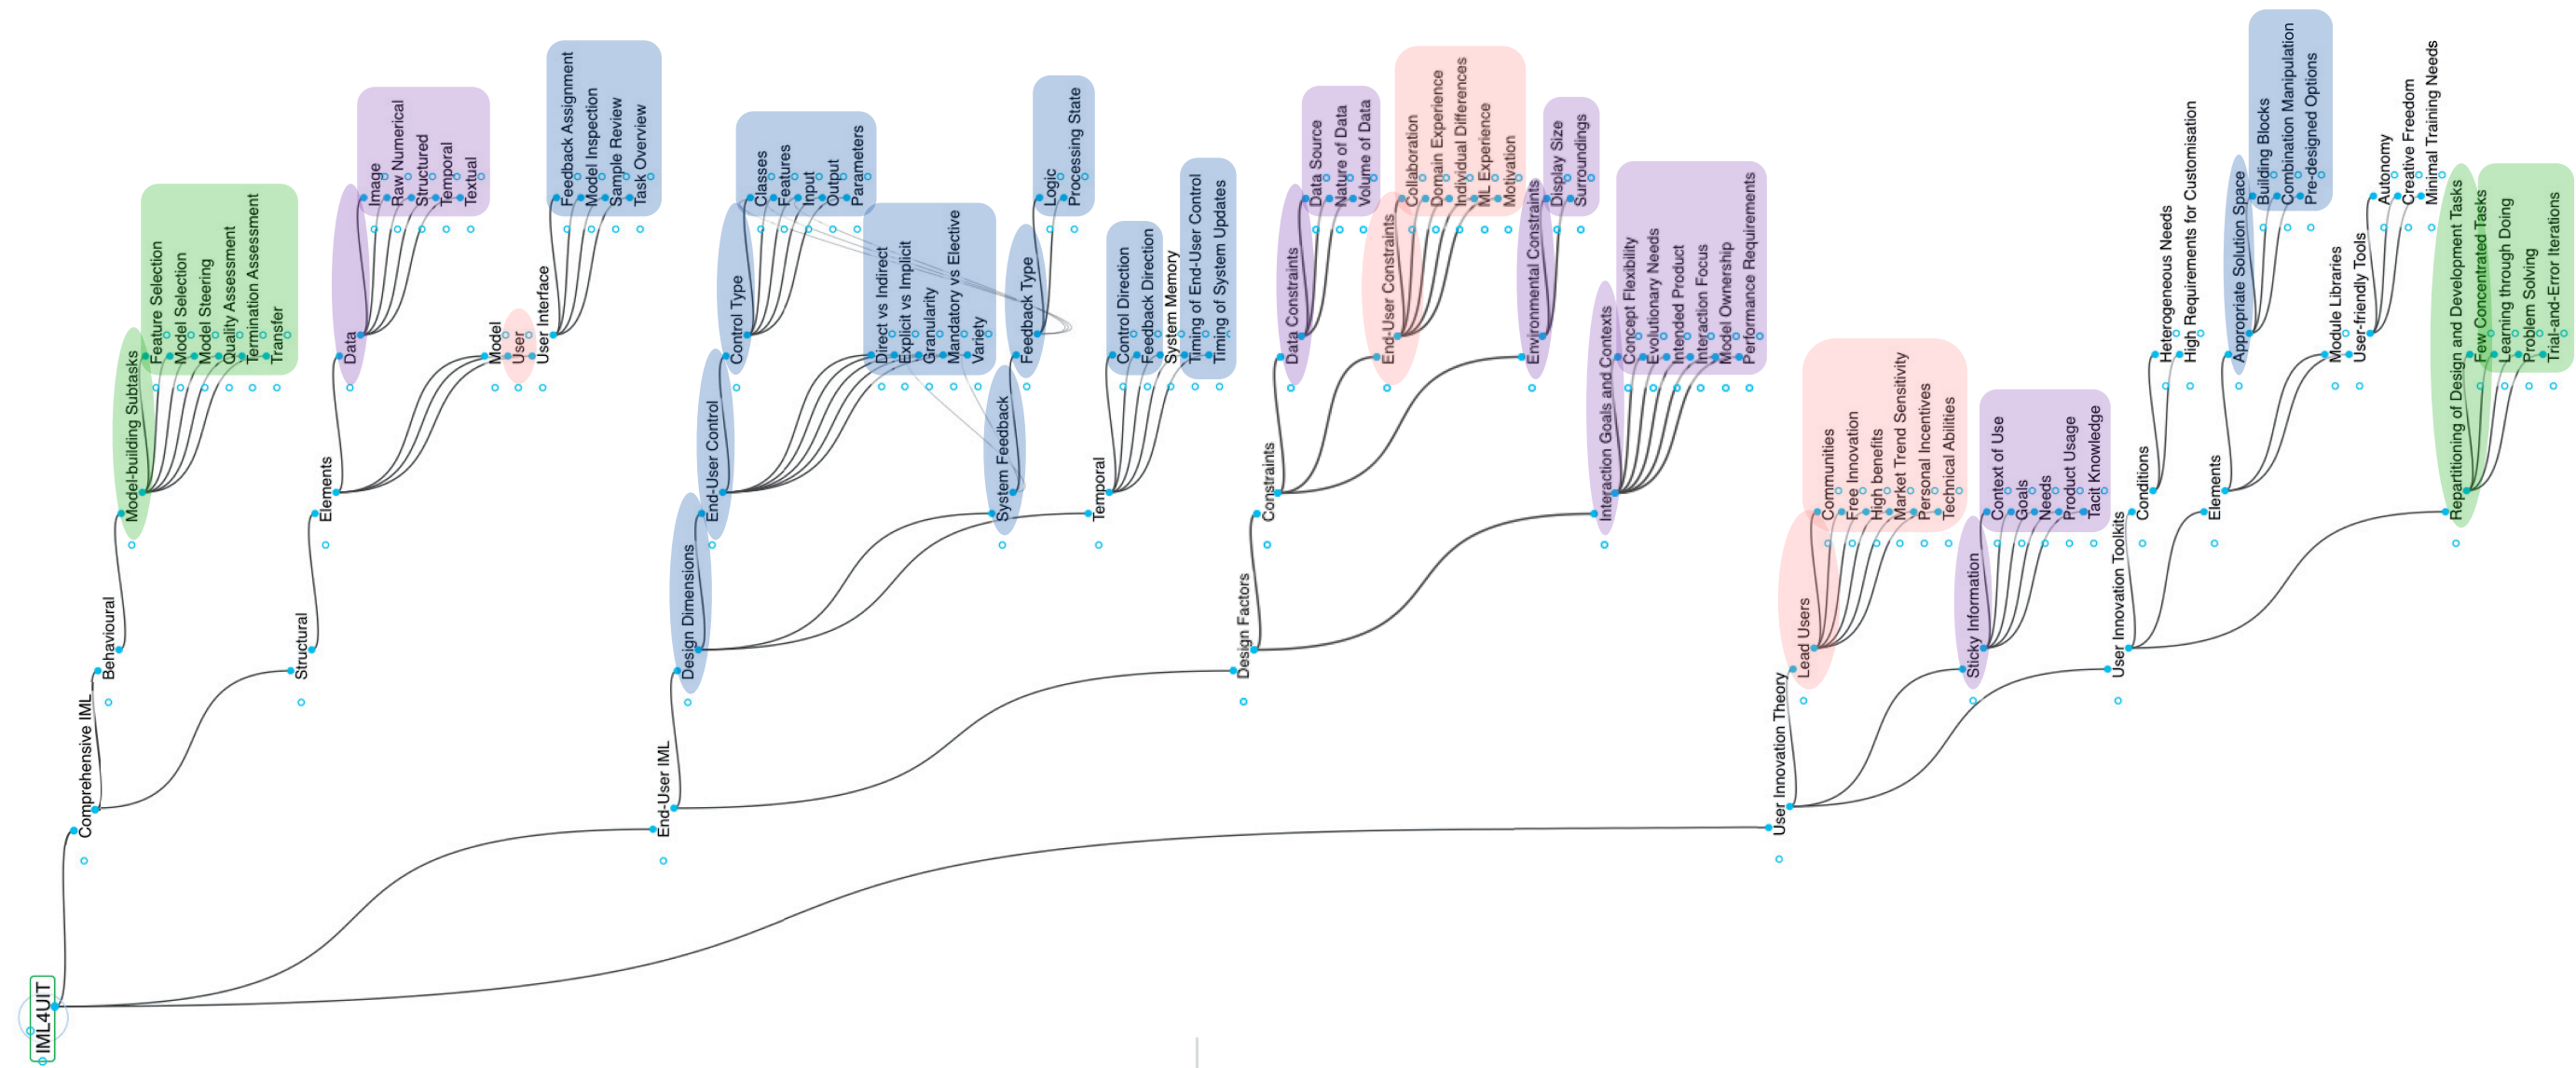 IML4UIT
Comprehensive IML
Behavioural
Model-building Subtasks
Feature Selection
Model Selection
Model Steering
Quality Assessment
Termination Assessment
Transfer
Structural
Elements
Data
Image
Raw Numerical
Structured
Temporal
Textual
Model
User
User Interface
Feedback Assignment
Model Inspection
Sample Review
Task Overview
End-User IML
Design Dimensions
End-User Control
Control Type
Classes
Features
Input
Output
Parameters
Direct vs Indirect
Explicit vs Implicit
Granularity
Mandatory vs Elective
Variety
System Feedback
Feedback Type
Logic
Processing State
Temporal
Control Direction
Feedback Direction
System Memory
Timing of End-User Control
Timing of System Updates
Design Factors
Constraints
Data Constraints
Data Source
Nature of Data
Volume of Data
End-User Constraints
Collaboration
Domain Experience
Individual Differences
ML Experience
Motivation
Environmental Constraints
Display Size
Surroundings
Interaction Goals and Contexts
Concept Flexibility
Evolutionary Needs
Intended Product
Interaction Focus
Model Ownership
Performance Requirements
User Innovation Theory
Lead Users
Communities
Free Innovation
High benefits
Market Trend Sensitivity
Personal Incentives
Technical Abilities
Sticky Information
Context of Use
Goals
Needs
Product Usage
Tacit Knowledge
User Innovation Toolkits
Conditions
Heterogeneous Needs
High Requirements for Customisation
Elements
Appropriate Solution Space
Building Blocks
Combination Manipulation
Pre-designed Options
Module Libraries
User-friendly Tools
Autonomy
Creative Freedom
Minimal Training Needs
Repartitioning of Design and Development Tasks
Few Concentrated Tasks
Learning through Doing
Problem Solving
Trial-and-Error Iterations